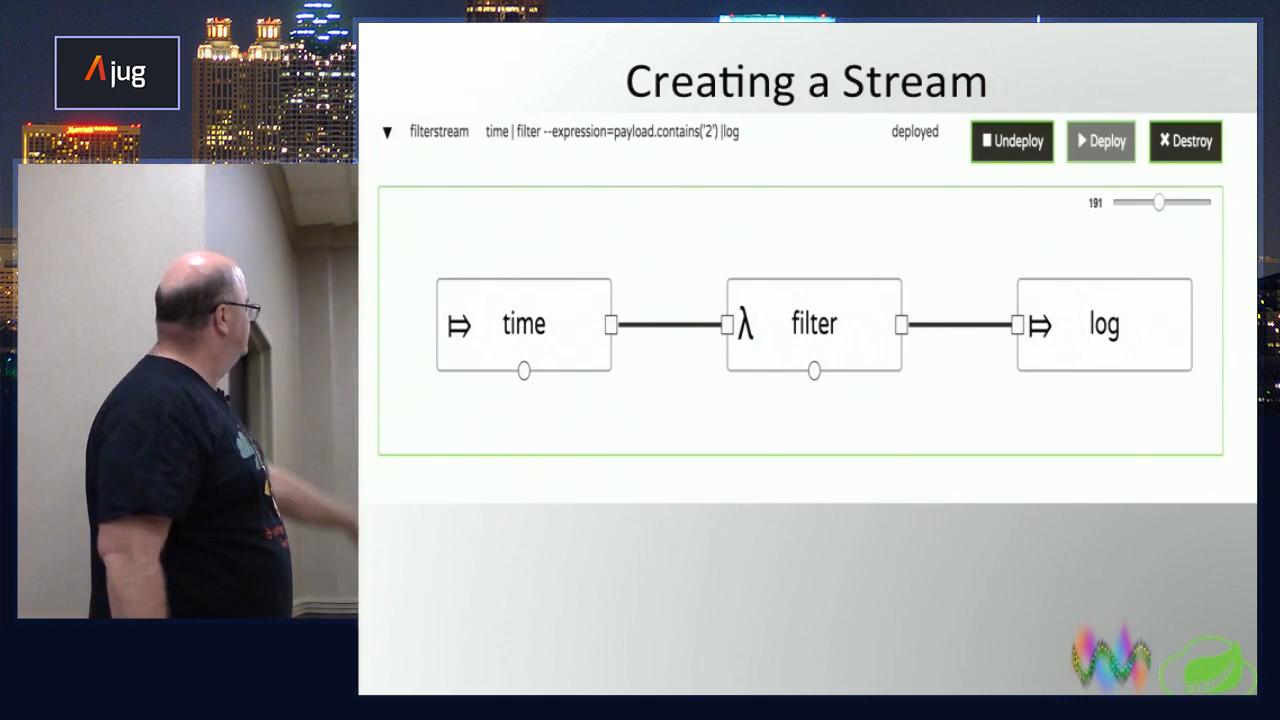 jug
Marriott
Creating a Stream
filterstream time | filter --expression=payload.contains('2') |log deployed Undeploy Deploy Destroy
191
time
λ filter
log